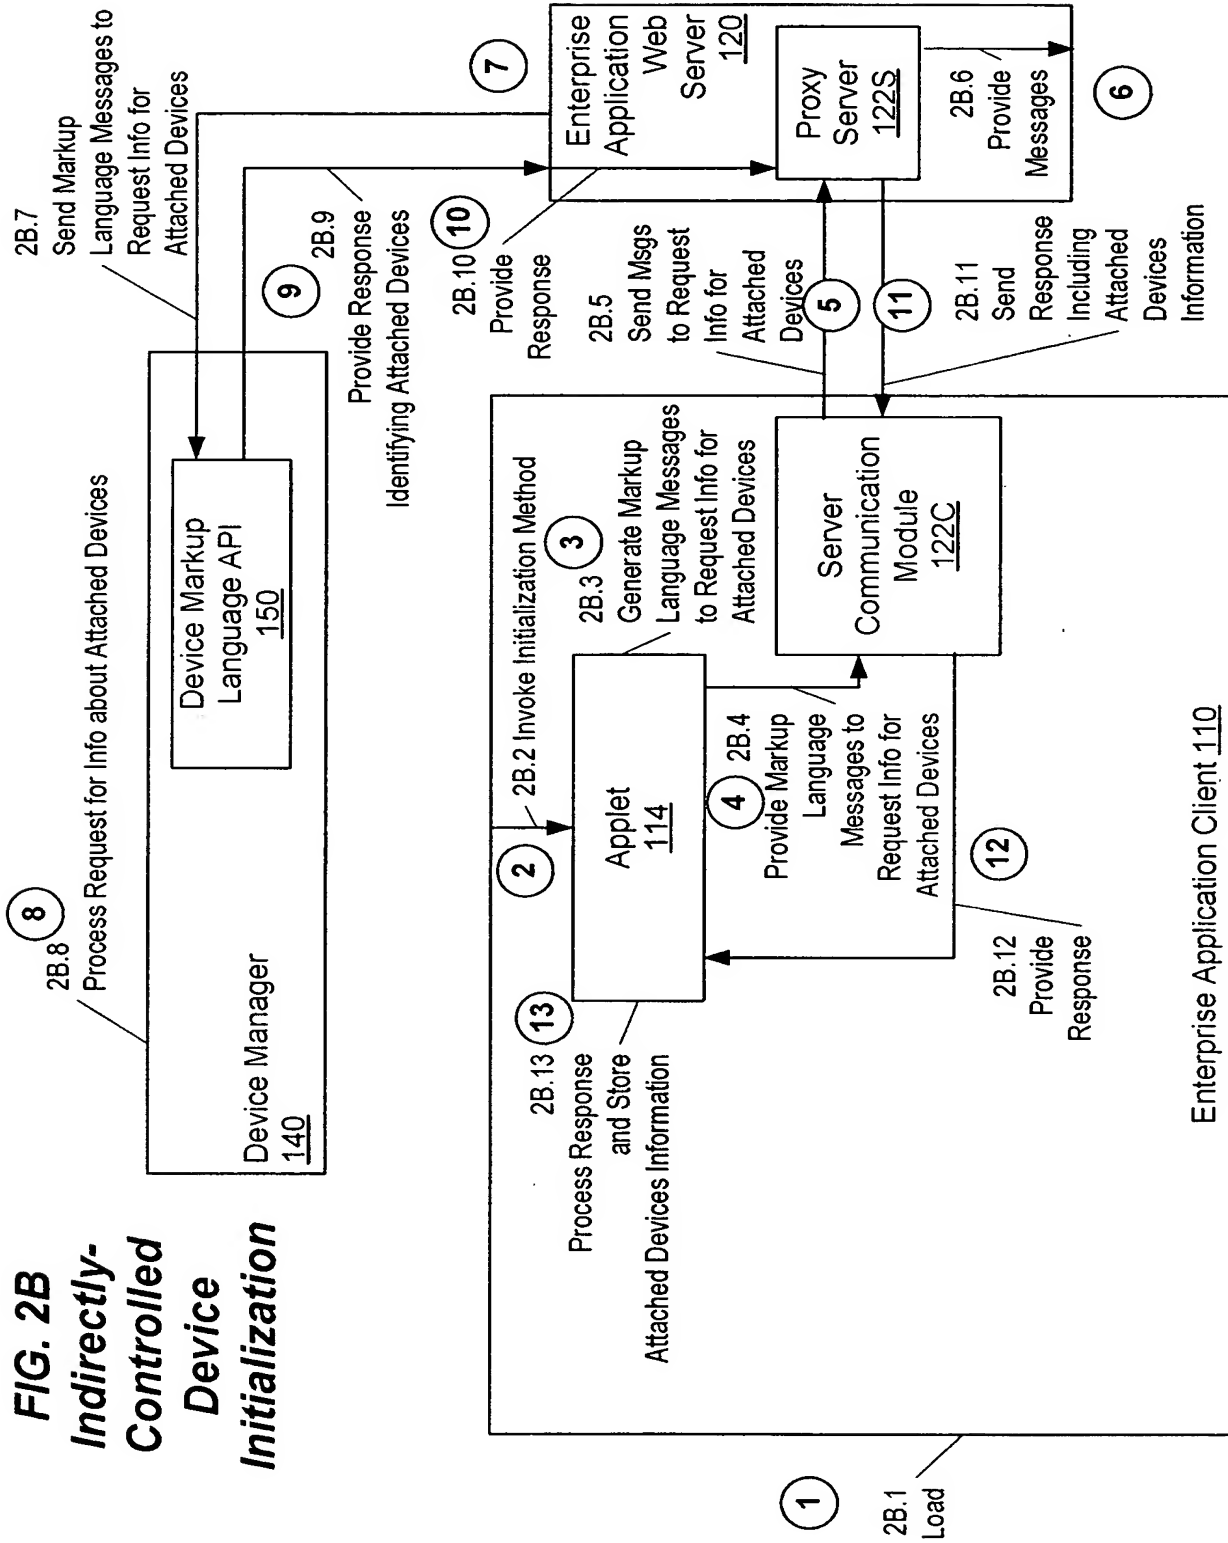 FIG. 2B
Indirectly-
Controlled
Device
Initialization
8
2B.8
Process Request for Info about Attached Devices
Device Manager
140
Device Markup
Language API
150
2B.7
Send Markup
Language Messages to
Request Info for
Attached Devices
9
2B.9
Provide Response
Identifying Attached Devices
7
Enterprise
Application
Web
Server
120
Proxy
Server
122S
2B.6
Provide
Messages
6
10
2B.10
Provide
Response
2B.5
Send Msgs
to Request
Info for
Attached
Devices
5
11
2B.11
Send
Response
Including
Attached
Devices
Information
1
2B.1
Load
2
2B.2 Invoke Initialization Method
3
2B.3
Generate Markup
Language Messages
to Request Info for
Attached Devices
Applet
114
4
2B.4
Provide Markup
Language
Messages to
Request Info for
Attached Devices
Server
Communication
Module
122C
12
2B.12
Provide
Response
2B.13
13
Process Response
and Store
Attached Devices Information
Enterprise Application Client 110